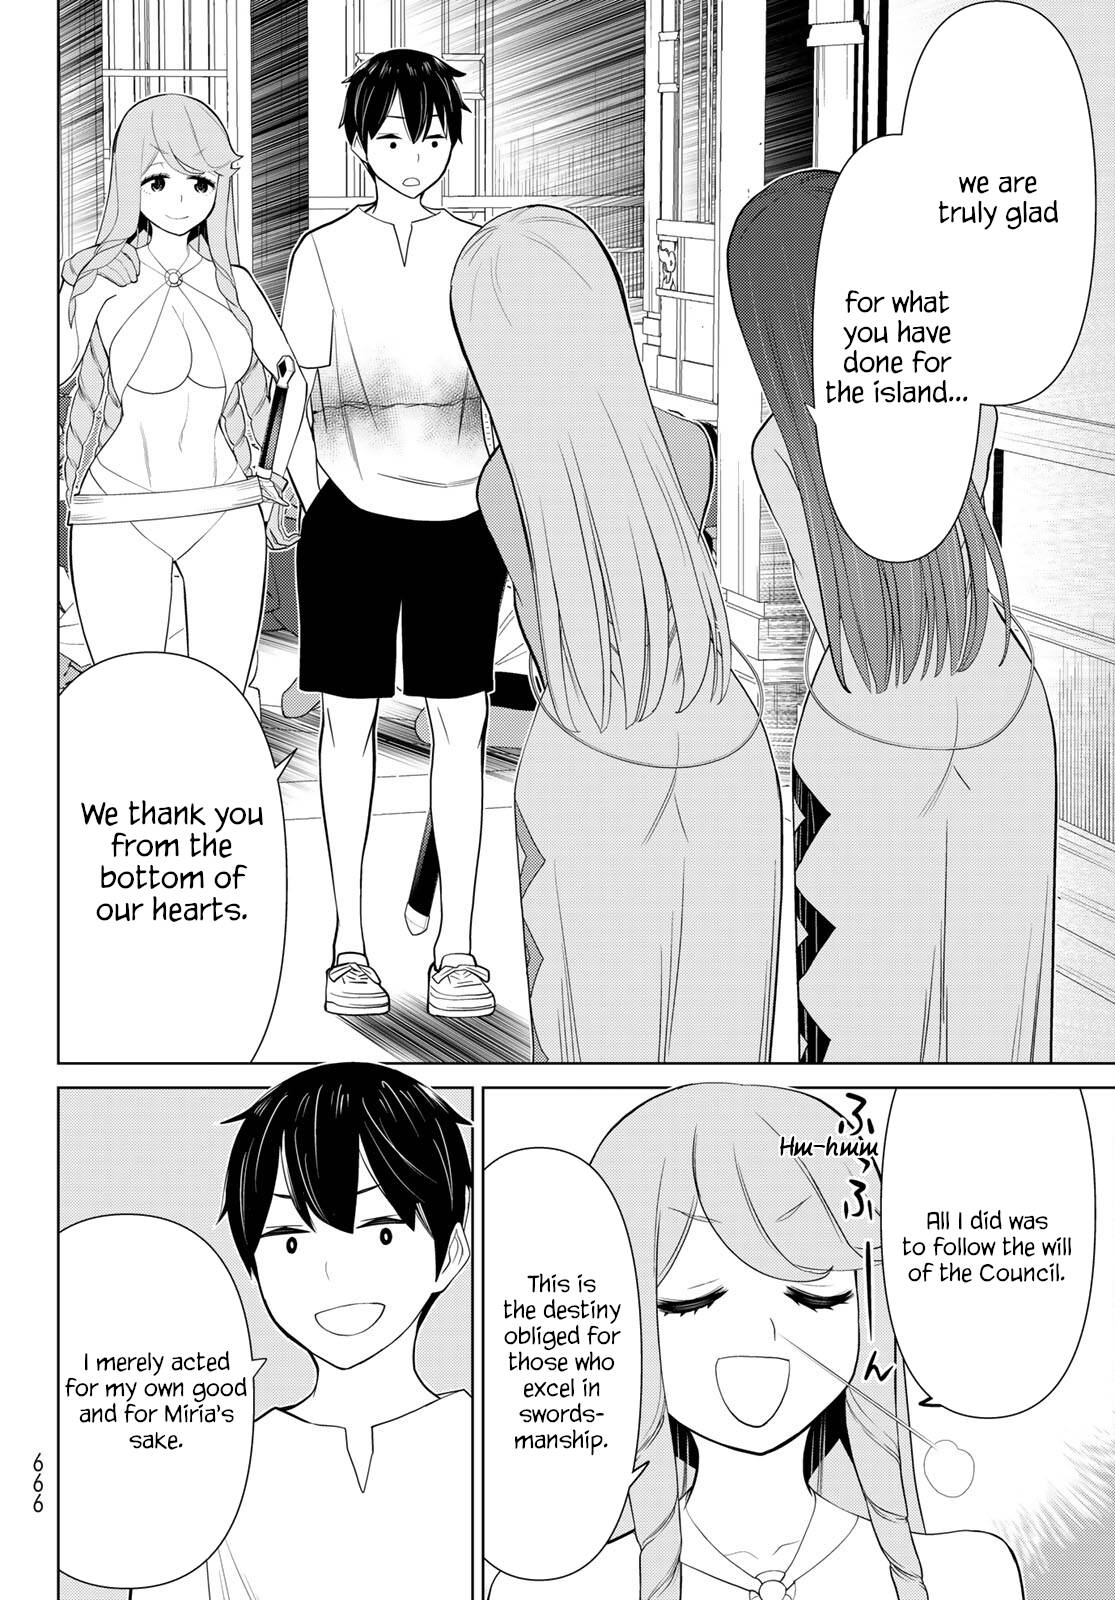 we are
truly glad
for what
you have
done for
the island...
We thank you
from the
bottom of
our hearts.
ふふーん
Hm-hmm
All I did was
to follow the will
of the Council.
This is
the destiny
obliged for
those who
excel in
swords-
manship.
I merely acted
for my own good
and for Miria's
sake.
666